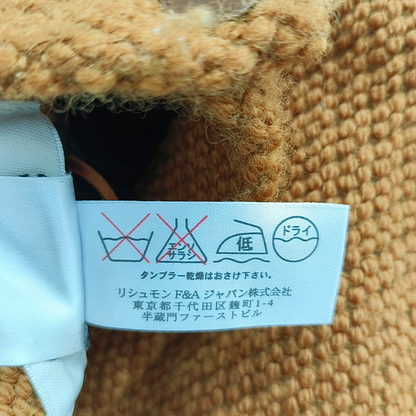 エンソ
サラシ
低
ドライ
タンブラー乾燥はおさけ下さい。
リシュモン F&A ジャパン株式会社
東京都千代田区麹町1-4
半蔵門ファーストビル